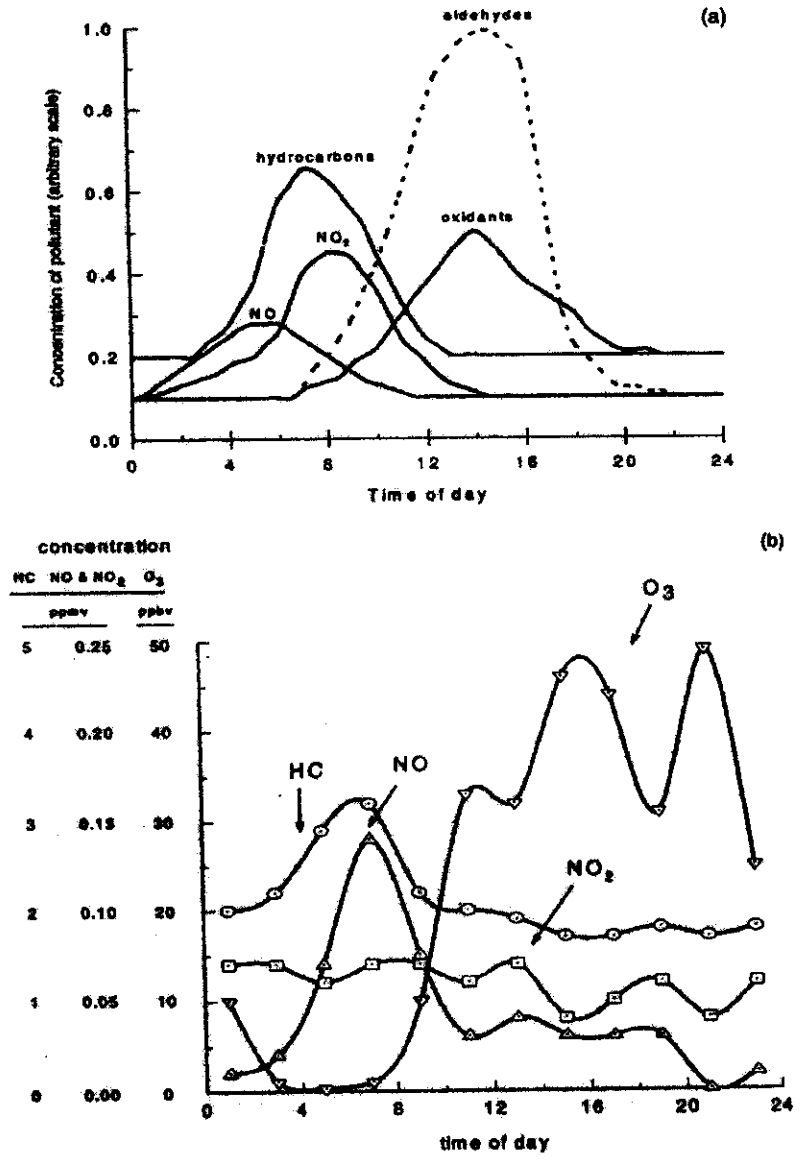 aldehydes
(a)
1.0
0.8
hydrocarbons
0.6
oxidants
NO₂
0.4
NO
0.2
0.0
Concentration of pollutant (arbitrary scale)
0 4 8 12 16 20 24
Time of day
(b)
concentration
HC NO & NO₂ O₃
ppmv ppbv
O₃
5 0.25 50
4 0.20 40
HC NO
3 0.15 30
NO₂
2 0.10 20
1 0.05 10
0 0.00 0
0 4 8 12 16 20 24
time of day